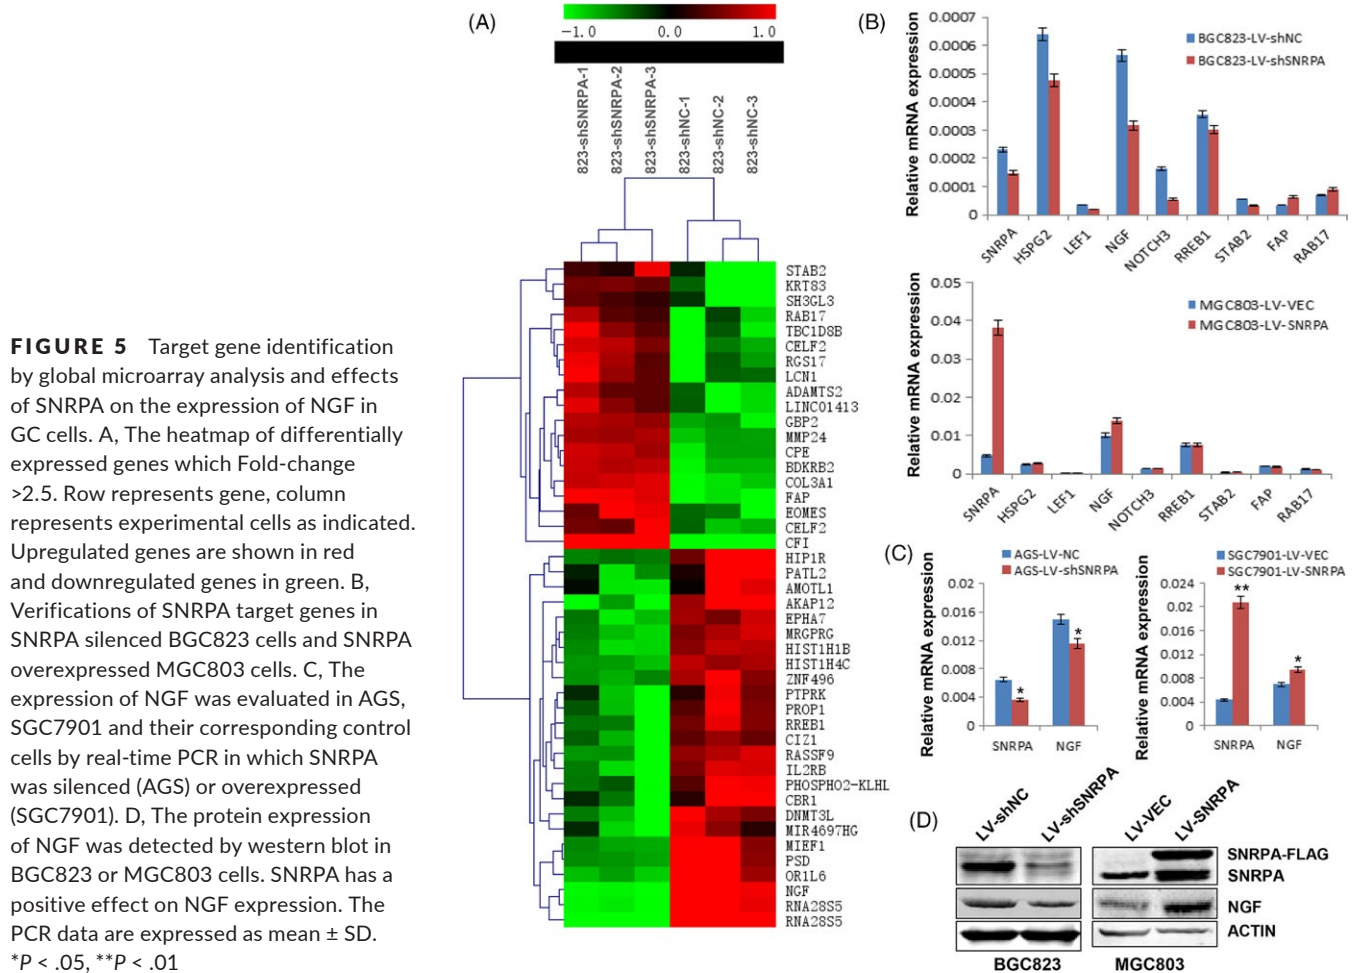 FIGURE 5 Target gene identification
by global microarray analysis and effects
of SNRPA on the expression of NGF in
GC cells. A, The heatmap of differentially
expressed genes which Fold-change
>2.5. Row represents gene, column
represents experimental cells as indicated.
Upregulated genes are shown in red
and downregulated genes in green. B,
Verifications of SNRPA target genes in
SNRPA silenced BGC823 cells and SNRPA
overexpressed MGC803 cells. C, The
expression of NGF was evaluated in AGS,
SGC7901 and their corresponding control
cells by real-time PCR in which SNRPA
was silenced (AGS) or overexpressed
(SGC7901). D, The protein expression
of NGF was detected by western blot in
BGC823 or MGC803 cells. SNRPA has a
positive effect on NGF expression. The
PCR data are expressed as mean ± SD.
*P < .05, **P < .01
(A)
-1.0 0.0 1.0
823-shSNRPA-1
823-shSNRPA-2
823-shSNRPA-3
823-shNC-1
823-shNC-2
823-shNC-3
STAB2
KRT83
SH3GL3
RAB17
TBC1D8B
CELF2
RGS17
LCN1
ADAMTS2
LINC01413
GBP2
MMP24
CPE
BDKRB2
COL3A1
FAP
EOMES
CELF2
CFI
HIP1R
PATL2
AMOTL1
AKAP12
EPHA7
MRGPRG
HIST1H1B
HIST1H4C
ZNF496
PTPRK
PROP1
RREB1
CIZ1
RASSF9
IL2RB
PHOSPHO2-KLHL
CBR1
DNMT3L
MIR4697HG
MIEF1
PSD
OR1L6
NGF
RNA28S5
RNA28S5
(B)
Relative mRNA expression
0.0007
0.0006
0.0005
0.0004
0.0003
0.0002
0.0001
0
BGC823-LV-shNC
BGC823-LV-shSNRPA
SNRPA HSPG2 LEF1 NGF NOTCH3 RREB1 STAB2 FAP RAB17
Relative mRNA expression
0.05
0.04
0.03
0.02
0.01
0
MGC803-LV-VEC
MGC803-LV-SNRPA
SNRPA HSPG2 LEF1 NGF NOTCH3 RREB1 STAB2 FAP RAB17
(C)
Relative mRNA expression
AGS-LV-NC
AGS-LV-shSNRPA
0.02
0.016
0.012
0.008
0.004
0
*
*
SNRPA NGF
Relative mRNA expression
SGC7901-LV-VEC
SGC7901-LV-SNRPA
0.024
0.02
0.016
0.012
0.008
0.004
0
**
*
SNRPA NGF
(D)
LV-shNC LV-shSNRPA LV-VEC LV-SNRPA
SNRPA-FLAG
SNRPA
NGF
ACTIN
BGC823 MGC803